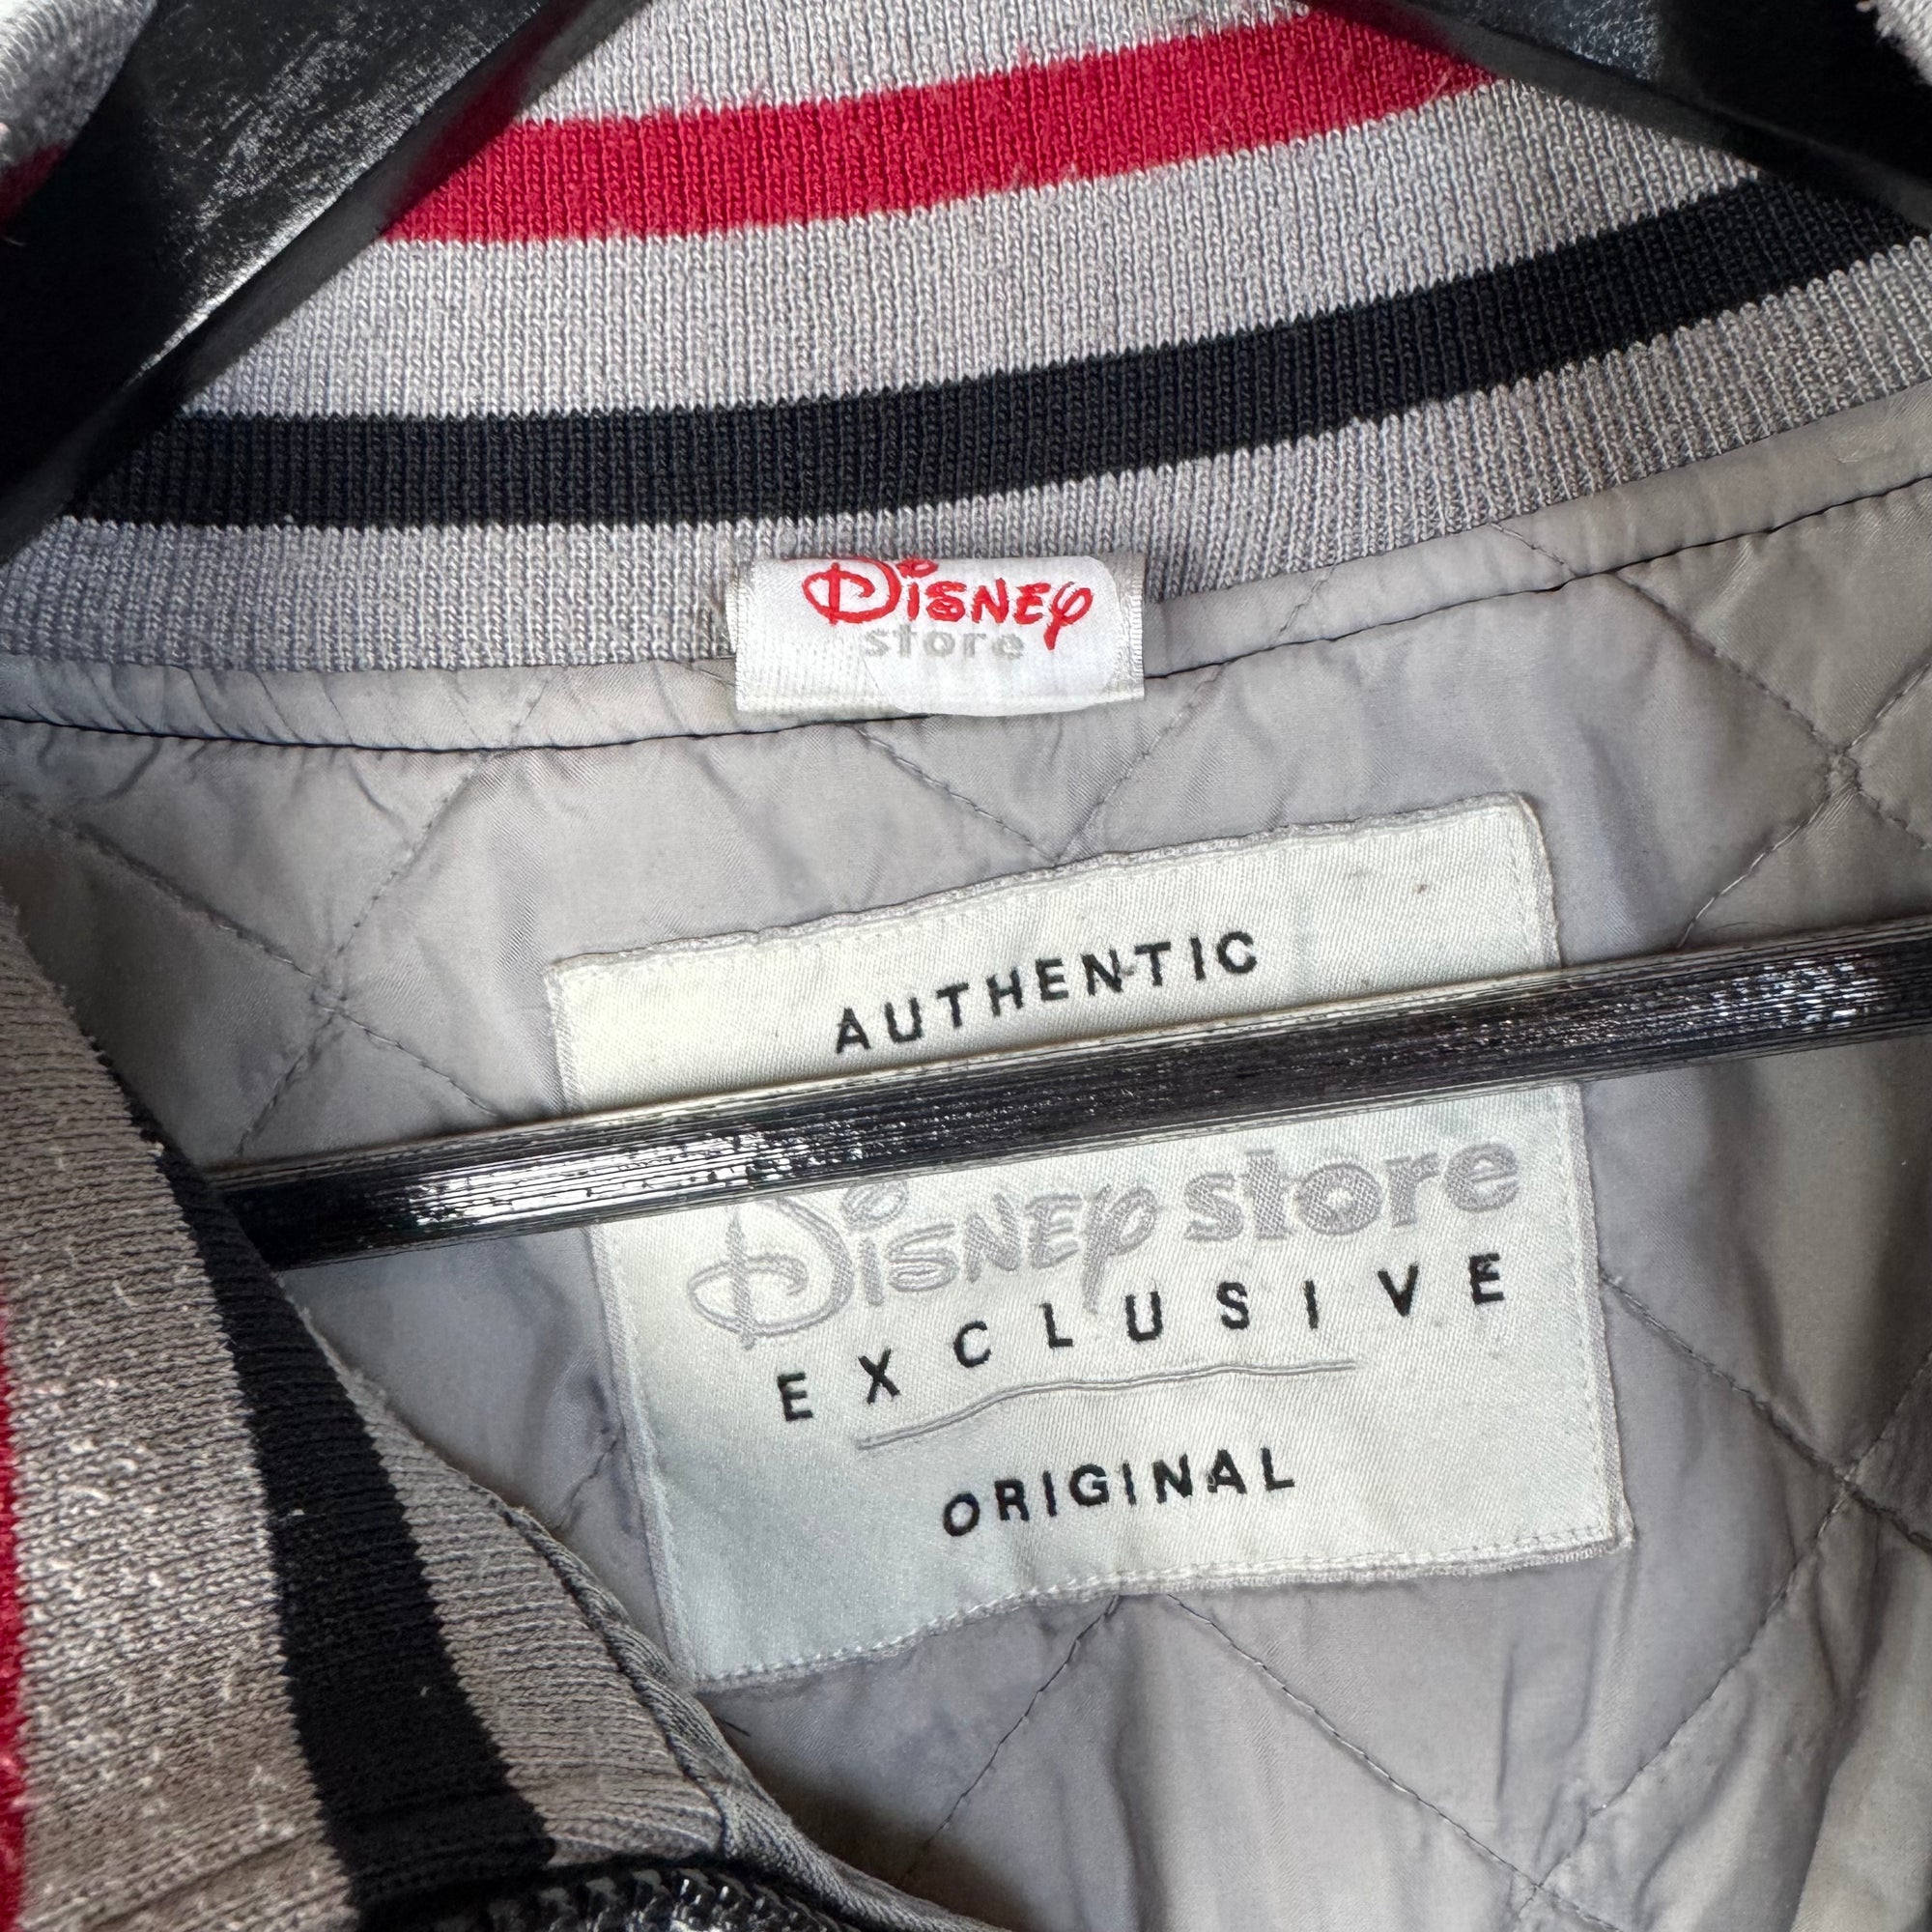 Disney
store
AUTHENTIC
Disney store
EXCLUSIVE
ORIGINAL